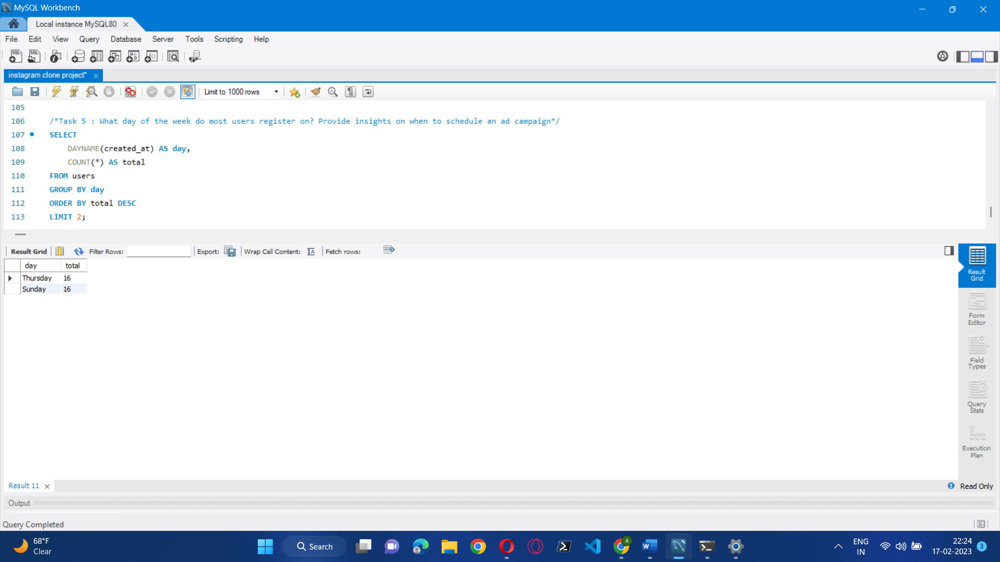 MySQL Workbench
Local instance MySQL80
File Edit View Query Database Server Tools Scripting Help
SQL SQL
instagram clone project*
Limit to 1000 rows
105
106 /*Task 5 : What day of the week do most users register on? Provide insights on when to schedule an ad campaign*/
107 SELECT
108 DAYNAME(created_at) AS day,
109 COUNT(*) AS total
110 FROM users
111 GROUP BY day
112 ORDER BY total DESC
113 LIMIT 2;
Result Grid Filter Rows: Export: Wrap Cell Content: Fetch rows:
day total
Thursday 16
Sunday 16
Result
Grid
Form
Editor
Field
Types
Query
Stats
Execution
Plan
Result 11
Read Only
Output
Query Completed
68°F
Clear
Search
A
ENG
IN
22:24
17-02-2023
3